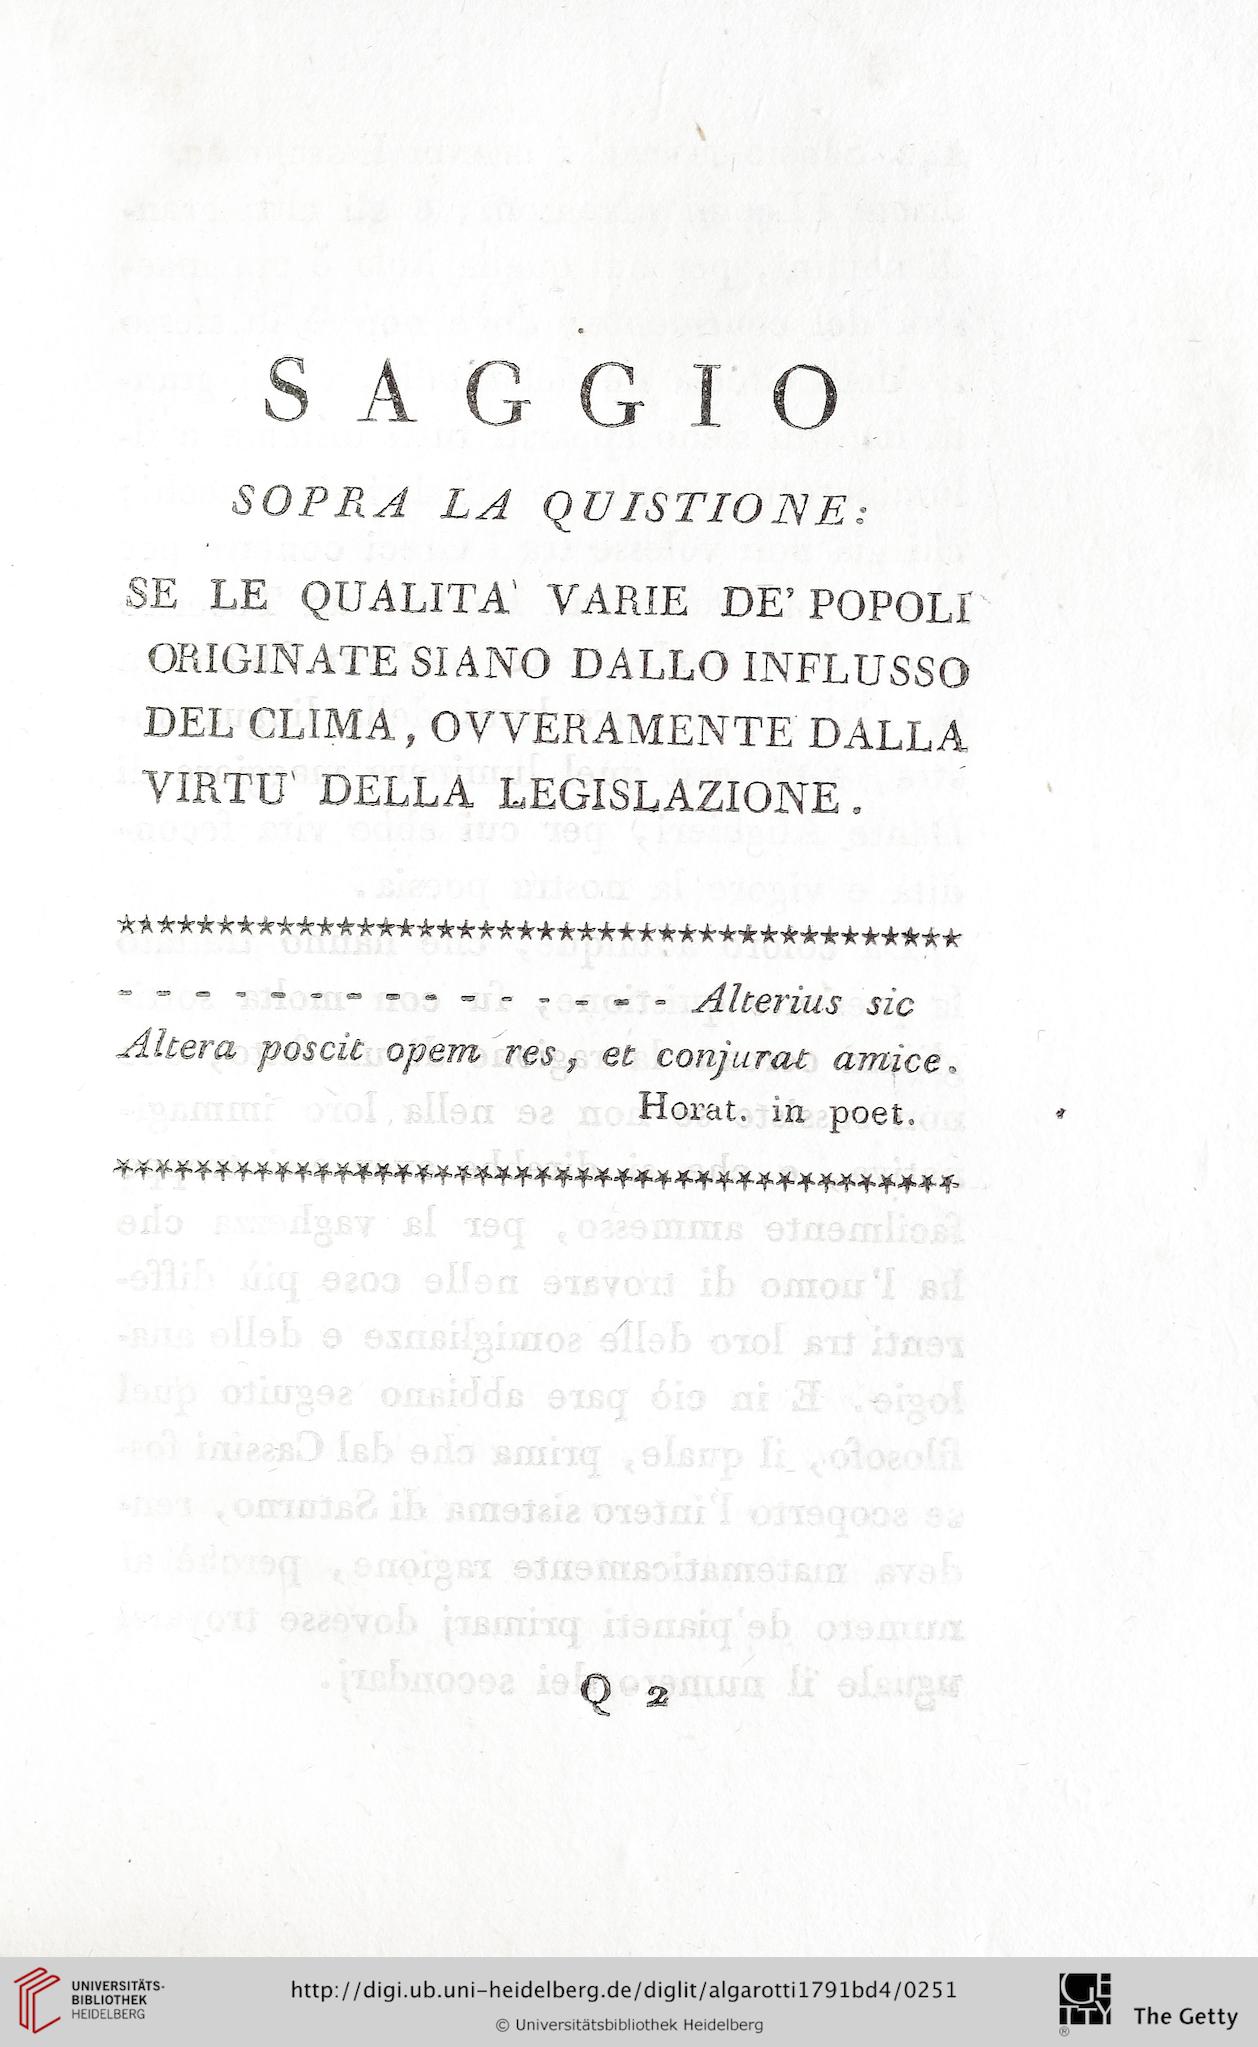 SAGGIO
SOPRA LA QUISTIONE:
SE LE QUALITA' VARIE DE' POPOLI
ORIGINATE SIANO DALLO INFLUSSO
DEL CLIMA, OVVERAMENTE DALLA
VIRTU' DELLA LEGISLAZIONE.
****************************************
- - - - - - - - - - - - - - - Alterius sic
Altera poscit opem res, et conjurat amice.
Horat. in poet.
****************************************
Q 2
UNIVERSITÄTS-
BIBLIOTHEK
HEIDELBERG
http://digi.ub.uni-heidelberg.de/diglit/algarotti1791bd4/0251
© Universitätsbibliothek Heidelberg
GETTY
®
The Getty